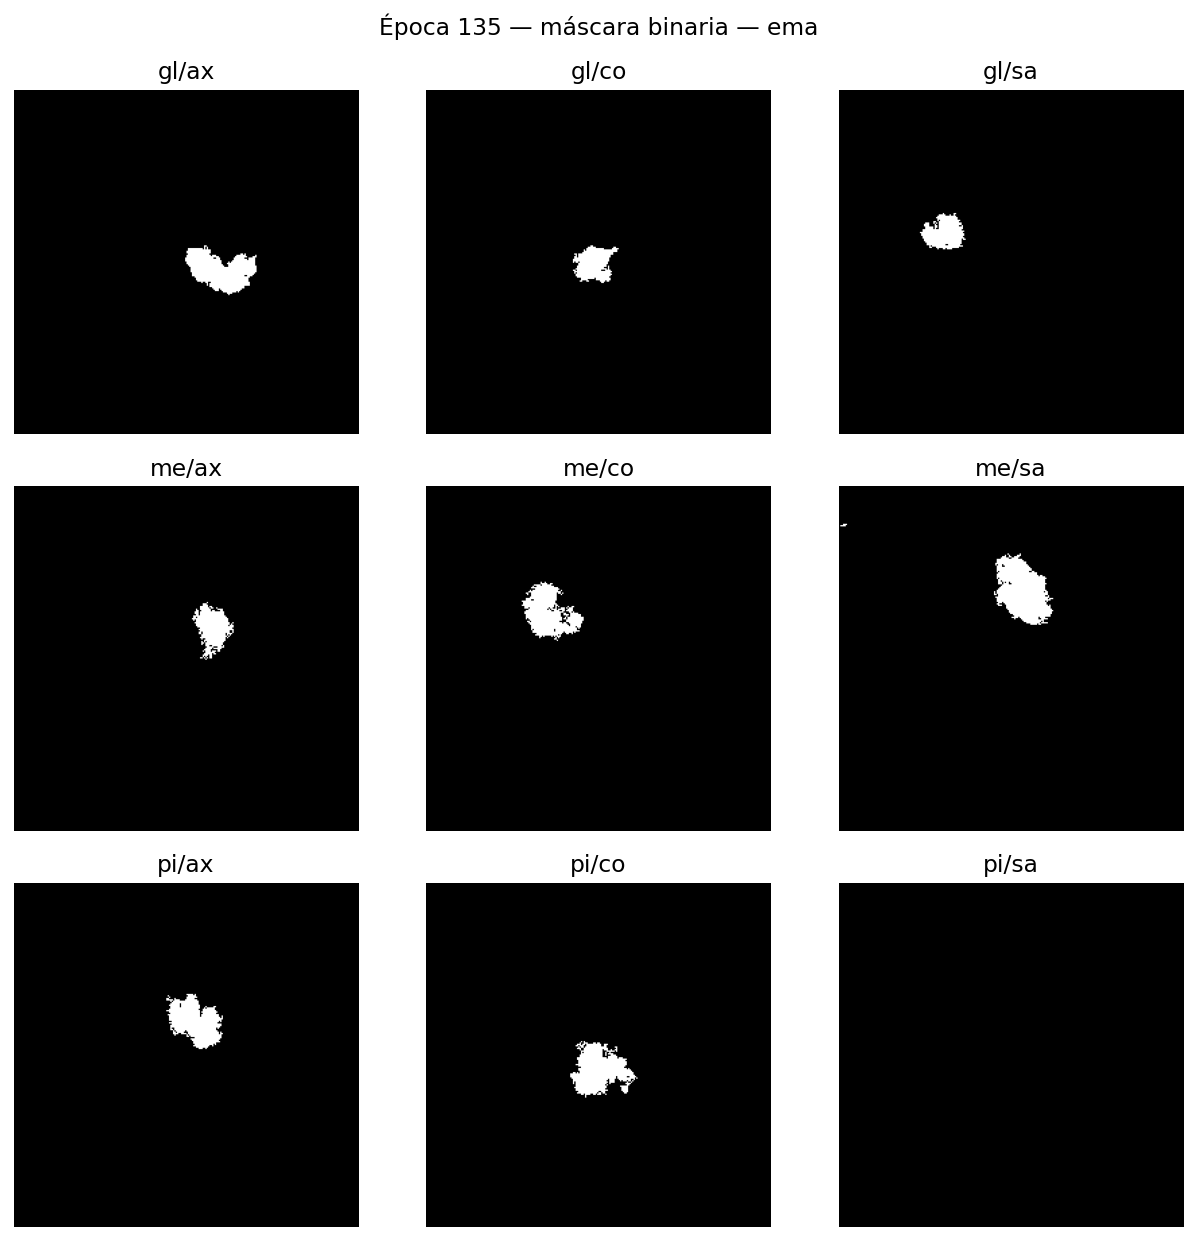 Época 135 — máscara binaria — ema
gl/ax
gl/co
gl/sa
me/ax
me/co
me/sa
pi/ax
pi/co
pi/sa